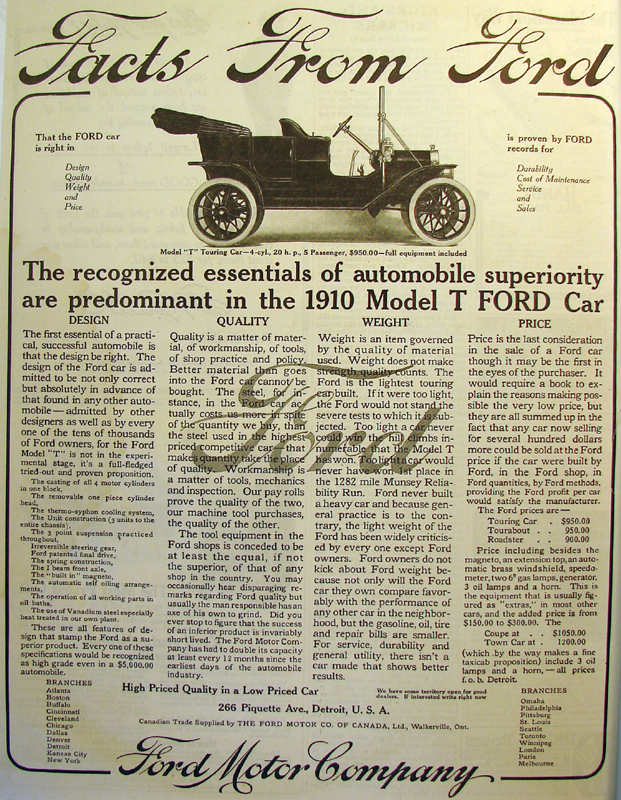 Facts From Ford
That the FORD car
is right in
Design
Quality
Weight
and
Price
is proven by FORD
records for
Durability
Cost of Maintenance
Service
and
Sales
Model "T" Touring Car—4-cyl., 20 h. p., 5 Passenger, $950.00—full equipment included
The recognized essentials of automobile superiority
are predominant in the 1910 Model T FORD Car
DESIGN
The first essential of a practi-
cal, successful automobile is
that the design be right. The
design of the Ford car is ad-
mitted to be not only correct
but absolutely in advance of
that found in any other auto-
mobile—admitted by other
designers as well as by every
one of the tens of thousands
of Ford owners, for the Ford
Model "T" is not in the experi-
mental stage, it's a full-fledged
tried-out and proven proposition.
The casting of all 4 motor cylinders
in one block,
The removable one piece cylinder
head,
The thermo-syphon cooling system,
The Unit construction (3 units to the
entire chassis),
The 3 point suspension practiced
throughout,
Irreversible steering gear,
Ford patented final drive,
The spring construction,
The I beam front axle,
The "built in" magneto,
The automatic self oiling arrange-
ments,
The operation of all working parts in
oil baths,
The use of Vanadium steel especially
heat treated in our own plant.
These are all features of de-
sign that stamp the Ford as a su-
perior product. Every one of these
specifications would be recognized
as high grade even in a $5,000.00
automobile.
QUALITY
Quality is a matter of mater-
ial, of workmanship, of tools,
of shop practice and policy.
Better material than goes
into the Ford car cannot be
bought. The steel, for in-
stance, in the Ford car ac-
tually costs us more in spite
of the quantity we buy, than
the steel used in the highest
priced competing car that
makes quantity take the place
of quality. Workmanship is
a matter of tools, mechanics
and inspection. Our pay rolls
prove the quality of the two,
our machine tool purchases,
the quality of the other.
The tool equipment in the
Ford shops is conceded to be
at least the equal, if not
the superior, of that of any
shop in the country. You may
occasionally hear disparaging re-
marks regarding Ford quality but
usually the man responsible has an
axe of his own to grind. Did you
ever stop to figure that the success
of an inferior product is invariably
short lived. The Ford Motor Com-
pany has had to double its capacity
at least every 12 months since the
earliest days of the automobile
industry.
WEIGHT
Weight is an item governed
by the quality of material
used. Weight does not make
strength, quality counts. The
Ford is the lightest touring
car built. If it were too light,
the Ford would not stand the
severe tests to which it is sub-
jected. Too light a car never
would have won
the Model T
has won. Too light a car would
never have won 1st place in
the 1282 mile Munsey Relia-
bility Run. Ford never built
a heavy car and because gen-
eral practice is to the con-
trary, the light weight of the
Ford has been widely criticis-
ed by every one except Ford
owners. Ford owners do not
kick about Ford weight be-
cause not only will the Ford
car they own compare favor-
ably with the performance of
any other car in the neighbor-
hood, but the gasoline, oil, tire
and repair bills are smaller.
For service, durability and
general utility, there isn't a
car made that shows better
results.
PRICE
Price is the last consideration
in the sale of a Ford car
though it may be the first in
the eyes of the purchaser. It
would require a book to ex-
plain the reasons making pos-
sible the very low price, but
they are all summed up in the
fact that any car now selling
for several hundred dollars
more could be sold at the Ford
price if the car were built by
Ford, in the Ford shop, in
Ford quantities, by Ford methods,
providing the Ford profit per car
would satisfy the manufacturer.
The Ford prices are—
Touring Car . $950.00
Tourabout . . 950.00
Roadster . . 900.00
Price including besides the
magneto, an extension top, an auto-
matic brass windshield, speedo-
meter, two 6" gas lamps, generator,
3 oil lamps and a horn. This is
the equipment that is usually fig-
ured as "extras," in most other
cars, and the added price is from
$150.00 to $300.00. The
Coupe at . . $1050.00
Town Car at . 1200.00
(which .by the way makes a fine
taxicab proposition) include 3 oil
lamps and a horn,—all prices
f. o. b. Detroit.
Ford
BRANCHES
Atlanta
Boston
Buffalo
Cincinnati
Cleveland
Chicago
Dallas
Denver
Detroit
Kansas City
New York
High Priced Quality in a Low Priced Car
We have some territory open for good
dealers. If interested write right now
266 Piquette Ave., Detroit, U. S. A.
Canadian Trade Supplied by THE FORD MOTOR CO. OF CANADA, Ltd., Walkerville, Ont.
BRANCHES
Omaha
Philadelphia
Pittsburg
St. Louis
Seattle
Toronto
Winnipeg
London
Paris
Melbourne
Ford Motor Company